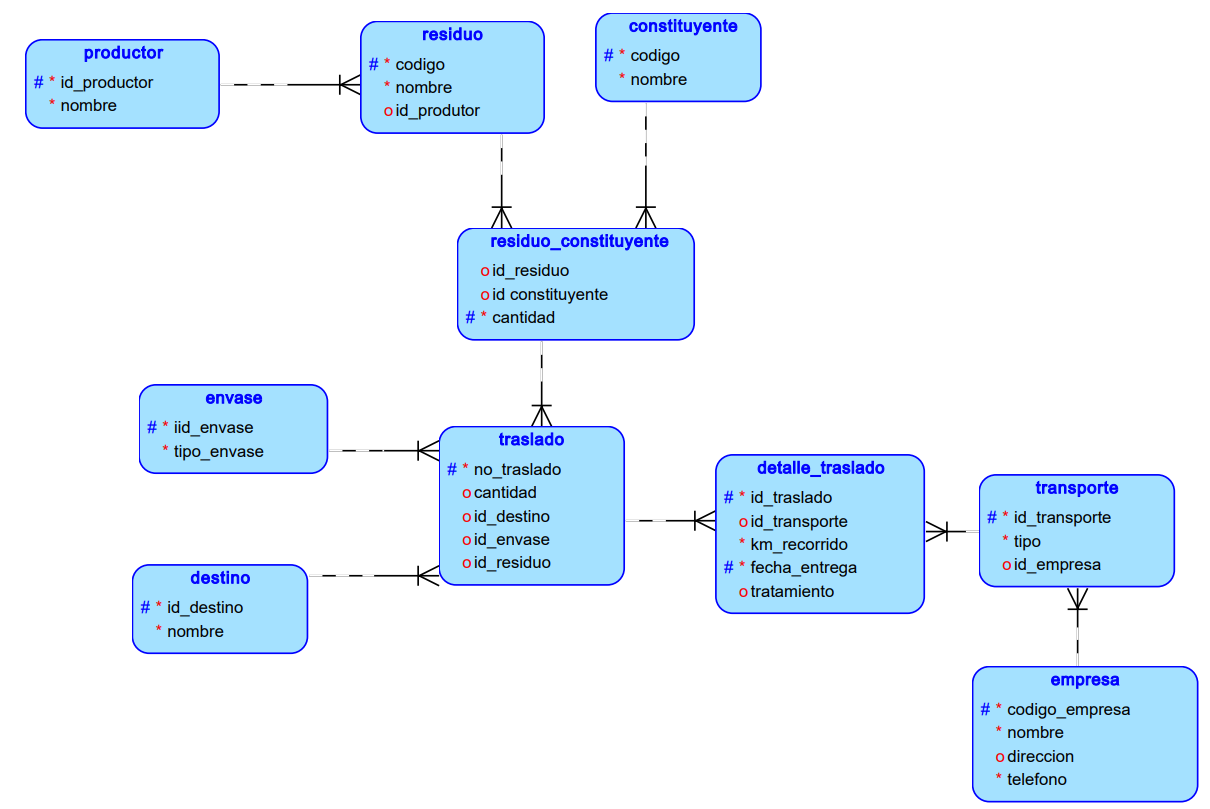 productor
# * id_productor
* nombre
residuo
# * codigo
* nombre
o id_produtor
constituyente
# * codigo
* nombre
residuo_constituyente
o id_residuo
o id constituyente
# * cantidad
envase
# * iid_envase
* tipo_envase
traslado
# * no_traslado
o cantidad
o id_destino
o id_envase
o id_residuo
destino
# * id_destino
* nombre
detalle_traslado
# * id_traslado
o id_transporte
* km_recorrido
# * fecha_entrega
o tratamiento
transporte
# * id_transporte
* tipo
o id_empresa
empresa
# * codigo_empresa
* nombre
o direccion
* telefono